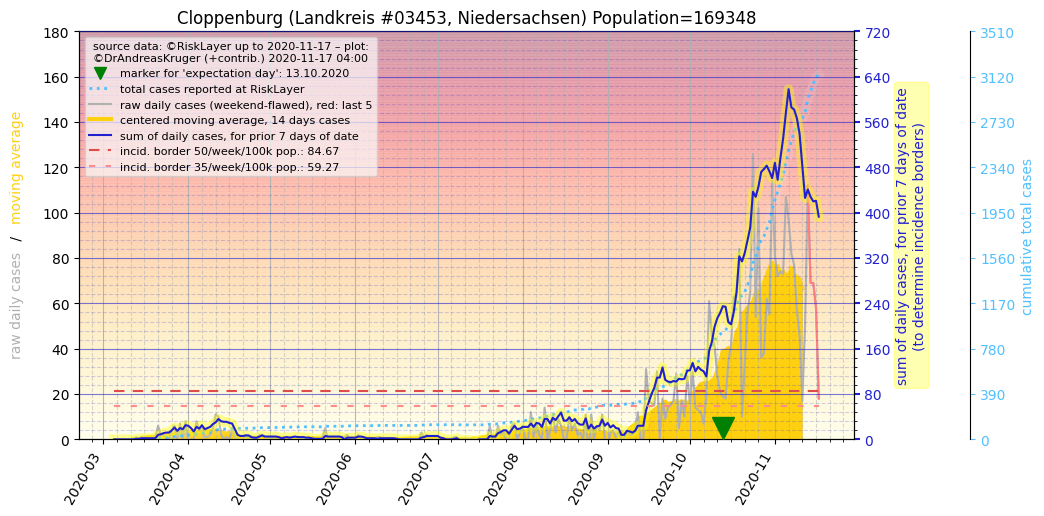 Cloppenburg (Landkreis #03453, Niedersachsen) Population=169348
source data: ©RiskLayer up to 2020-11-17 – plot:
©DrAndreasKruger (+contrib.) 2020-11-17 04:00
marker for 'expectation day': 13.10.2020
total cases reported at RiskLayer
raw daily cases (weekend-flawed), red: last 5
centered moving average, 14 days cases
sum of daily cases, for prior 7 days of date
incid. border 50/week/100k pop.: 84.67
incid. border 35/week/100k pop.: 59.27
raw daily cases / moving average
180
160
140
120
100
80
60
40
20
0
2020-03
2020-04
2020-05
2020-06
2020-07
2020-08
2020-09
2020-10
2020-11
720
640
560
480
400
320
240
160
80
0
sum of daily cases, for prior 7 days of date
(to determine incidence borders)
3510
3120
2730
2340
1950
1560
1170
780
390
0
cumulative total cases